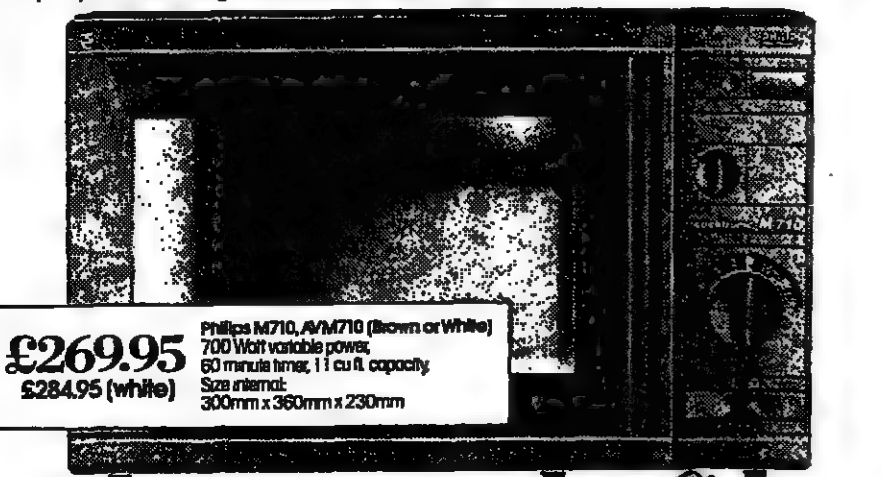 £269.95
£284.95 (white)
Philips M710, AVM710 (Brown or White)
700 Watt variable power,
60 minute timer, 1 1 cu ft. capacity,
Size internal:
300mm x 360mm x 230mm
M710